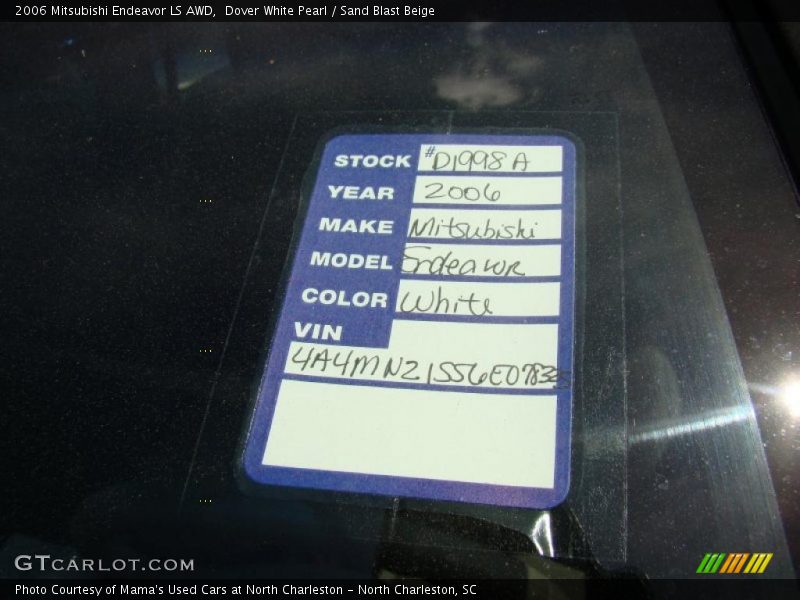 2006 Mitsubishi Endeavor LS AWD, Dover White Pearl / Sand Blast Beige
STOCK #D1998A
YEAR 2006
MAKE Mitsubishi
MODEL Endeavor
COLOR White
VIN
4A4MN21S56E078385
GTCARLOT.COM
Photo Courtesy of Mama's Used Cars at North Charleston - North Charleston, SC